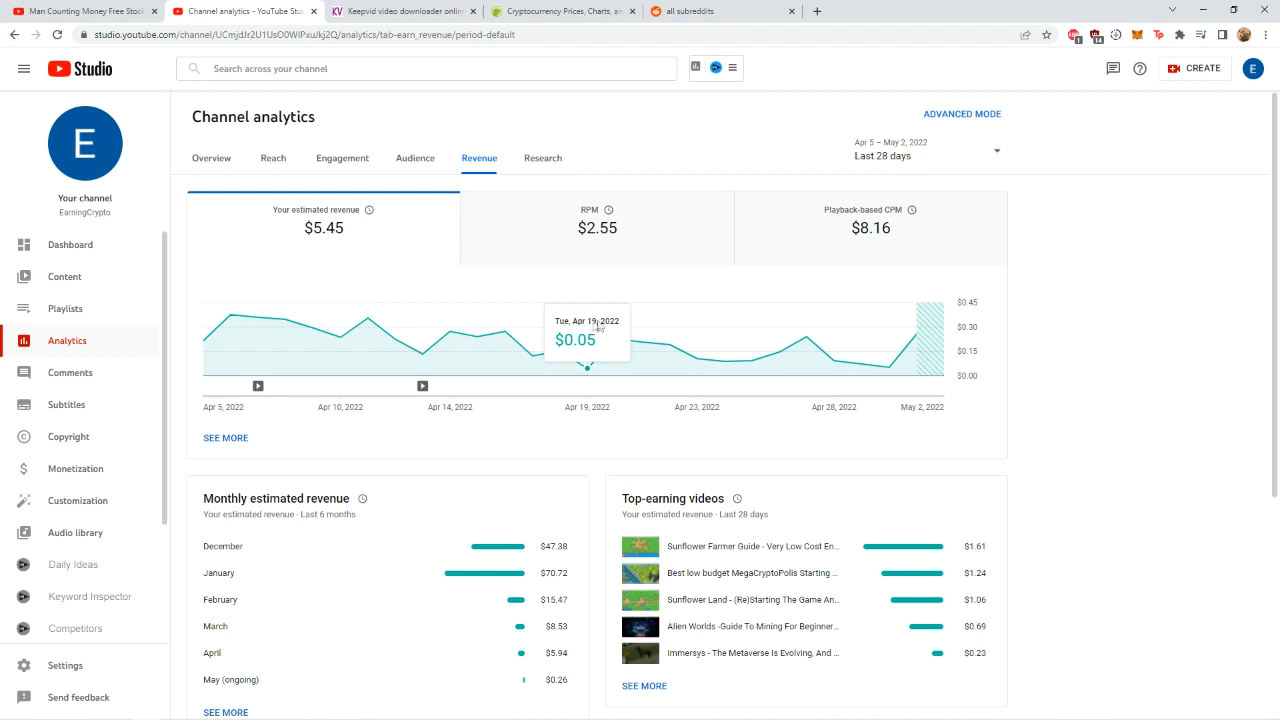 Man Counting Money Free Stock
Channel analytics - YouTube Stu
Keepvid video downloader online
Cryptocurrency Prices, Charts, an
all subreddits
studio.youtube.com/channel/UCmjdJr2U1UsO0WIPxuJkj2Q/analytics/tab-earn_revenue/period-default
Studio
Search across your channel
CREATE
E
E
Your channel
EarningCrypto
Dashboard
Content
Playlists
Analytics
Comments
Subtitles
Copyright
Monetization
Customization
Audio library
Daily Ideas
Keyword Inspector
Competitors
Settings
Send feedback
Channel analytics
ADVANCED MODE
Overview Reach Engagement Audience Revenue Research
Apr 5 – May 2, 2022
Last 28 days
Your estimated revenue
$5.45
RPM
$2.55
Playback-based CPM
$8.16
Tue, Apr 19, 2022
$0.05
$0.45
$0.30
$0.15
$0.00
Apr 5, 2022 Apr 10, 2022 Apr 14, 2022 Apr 19, 2022 Apr 23, 2022 Apr 28, 2022 May 2, 2022
SEE MORE
Monthly estimated revenue
Your estimated revenue · Last 6 months
December $47.38
January $70.72
February $15.47
March $8.53
April $5.94
May (ongoing) $0.26
SEE MORE
Top-earning videos
Your estimated revenue · Last 28 days
Sunflower Farmer Guide - Very Low Cost En... $1.61
Best low budget MegaCryptoPolis Starting ... $1.24
Sunflower Land - (Re)Starting The Game An... $1.06
Alien Worlds -Guide To Mining For Beginner... $0.69
Immersys - The Metaverse Is Evolving, And ... $0.23
SEE MORE